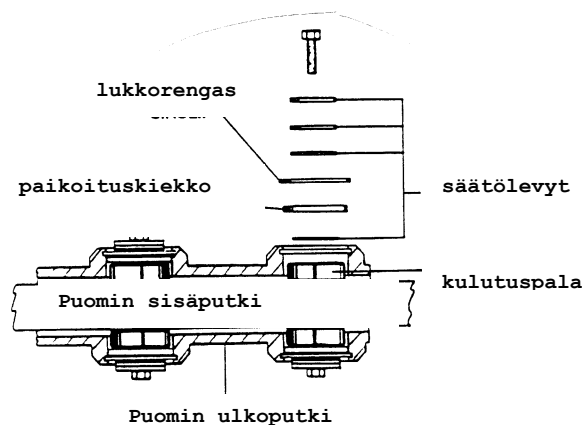 lukkorengas
paikoituskiekko
säätölevyt
kulutuspala
Puomin sisäputki
Puomin ulkoputki